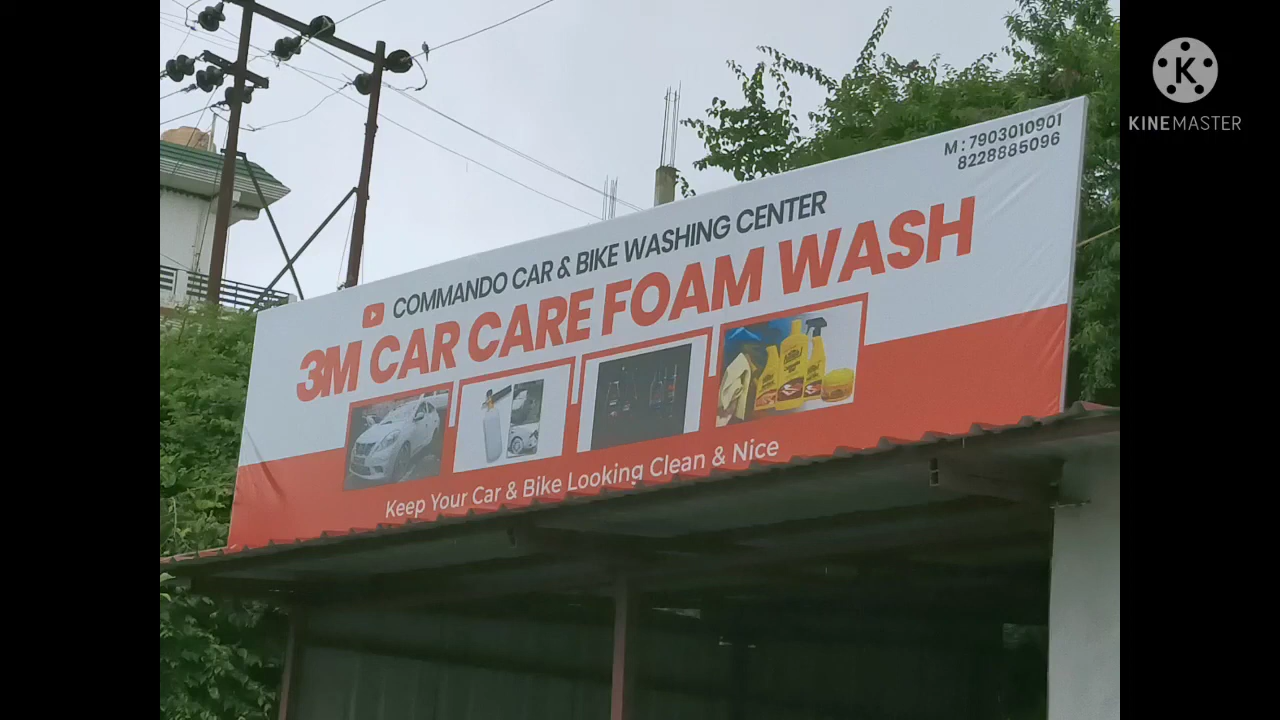 K
KINEMASTER
M : 7903010901
8228885096
COMMANDO CAR & BIKE WASHING CENTER
3M CAR CARE FOAM WASH
Keep Your Car & Bike Looking Clean & Nice